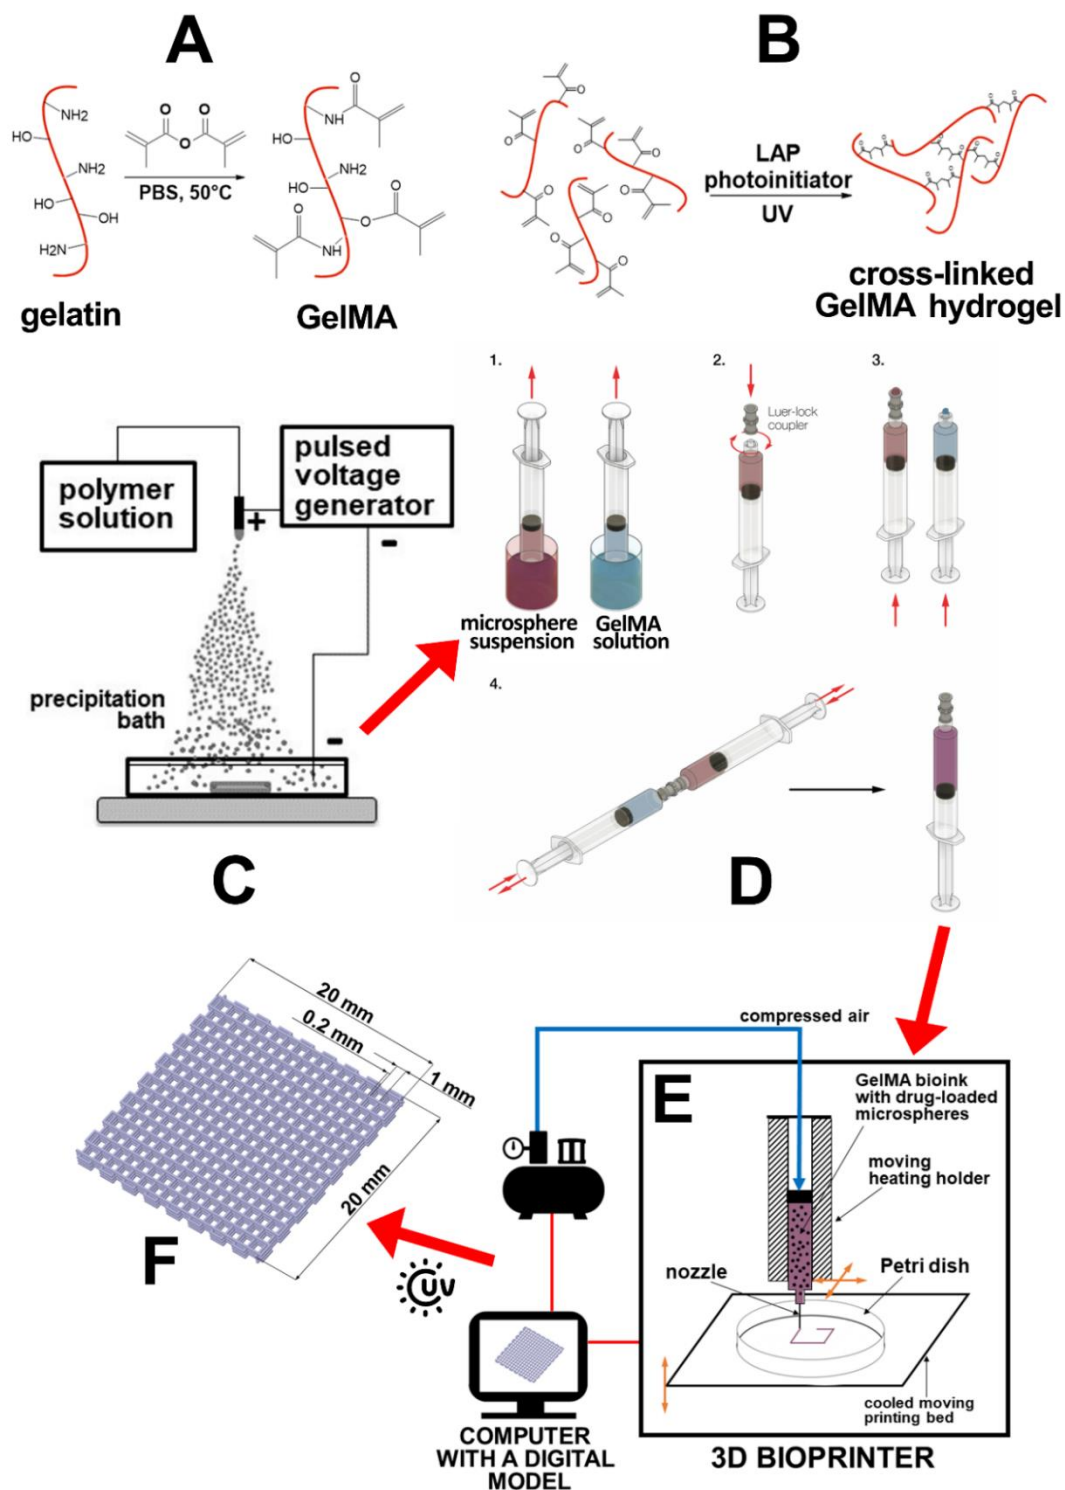 A
NH2
HO
NH2
HO
OH
H2N
gelatin
O
O
O
PBS, 50°C
O
NH
HO
NH2
O
O
O
NH
GelMA
B
O
O
O
O
O
O
O
O
O
LAP
photoinitiator
UV
cross-linked
GelMA hydrogel
polymer
solution
+
pulsed
voltage
generator
-
precipitation
bath
-
C
1.
microsphere
suspension
GelMA
solution
2.
Luer-lock
coupler
3.
4.
D
20 mm
0.2 mm
1 mm
20 mm
F
UV
compressed air
E
GelMA bioink
with drug-loaded
microspheres
moving
heating holder
nozzle
Petri dish
cooled moving
printing bed
COMPUTER
WITH A DIGITAL
MODEL
3D BIOPRINTER